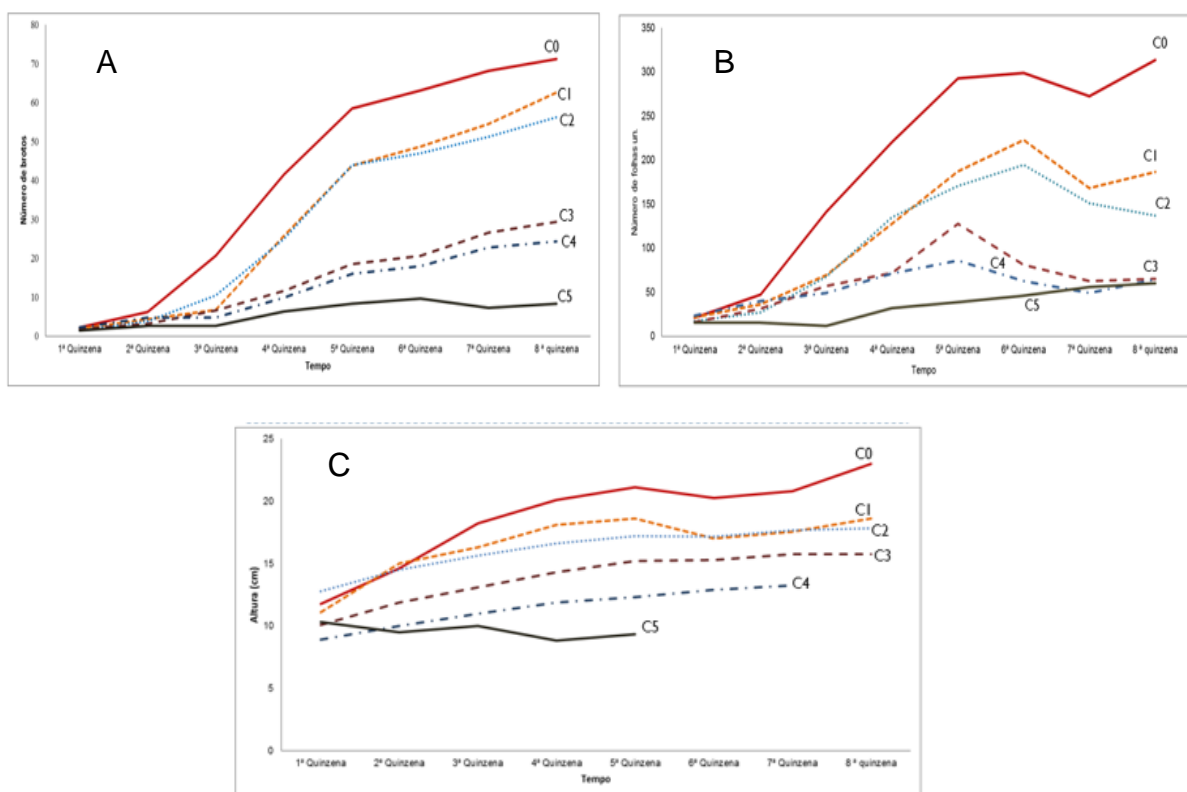 A
Número de brotos
80
70
60
50
40
30
20
10
0
C0
C1
C2
C3
C4
C5
1ª Quinzena 2ª Quinzena 3ª Quinzena 4ª Quinzena 5ª Quinzena 6ª Quinzena 7ª Quinzena 8 ª quinzena
Tempo
B
Número de folhas un.
350
300
250
200
150
100
50
0
C0
C1
C2
C3
C4
C5
1ª Quinzena 2ª Quinzena 3ª Quinzena 4ª Quinzena 5ª Quinzena 6ª Quinzena 7ª Quinzena 8 ª quinzena
Tempo
C
Altura (cm)
25
20
15
10
5
0
C0
C1
C2
C3
C4
C5
1ª Quinzena 2ª Quinzena 3ª Quinzena 4ª Quinzena 5ª Quinzena 6ª Quinzena 7ª Quinzena 8 ª quinzena
Tempo